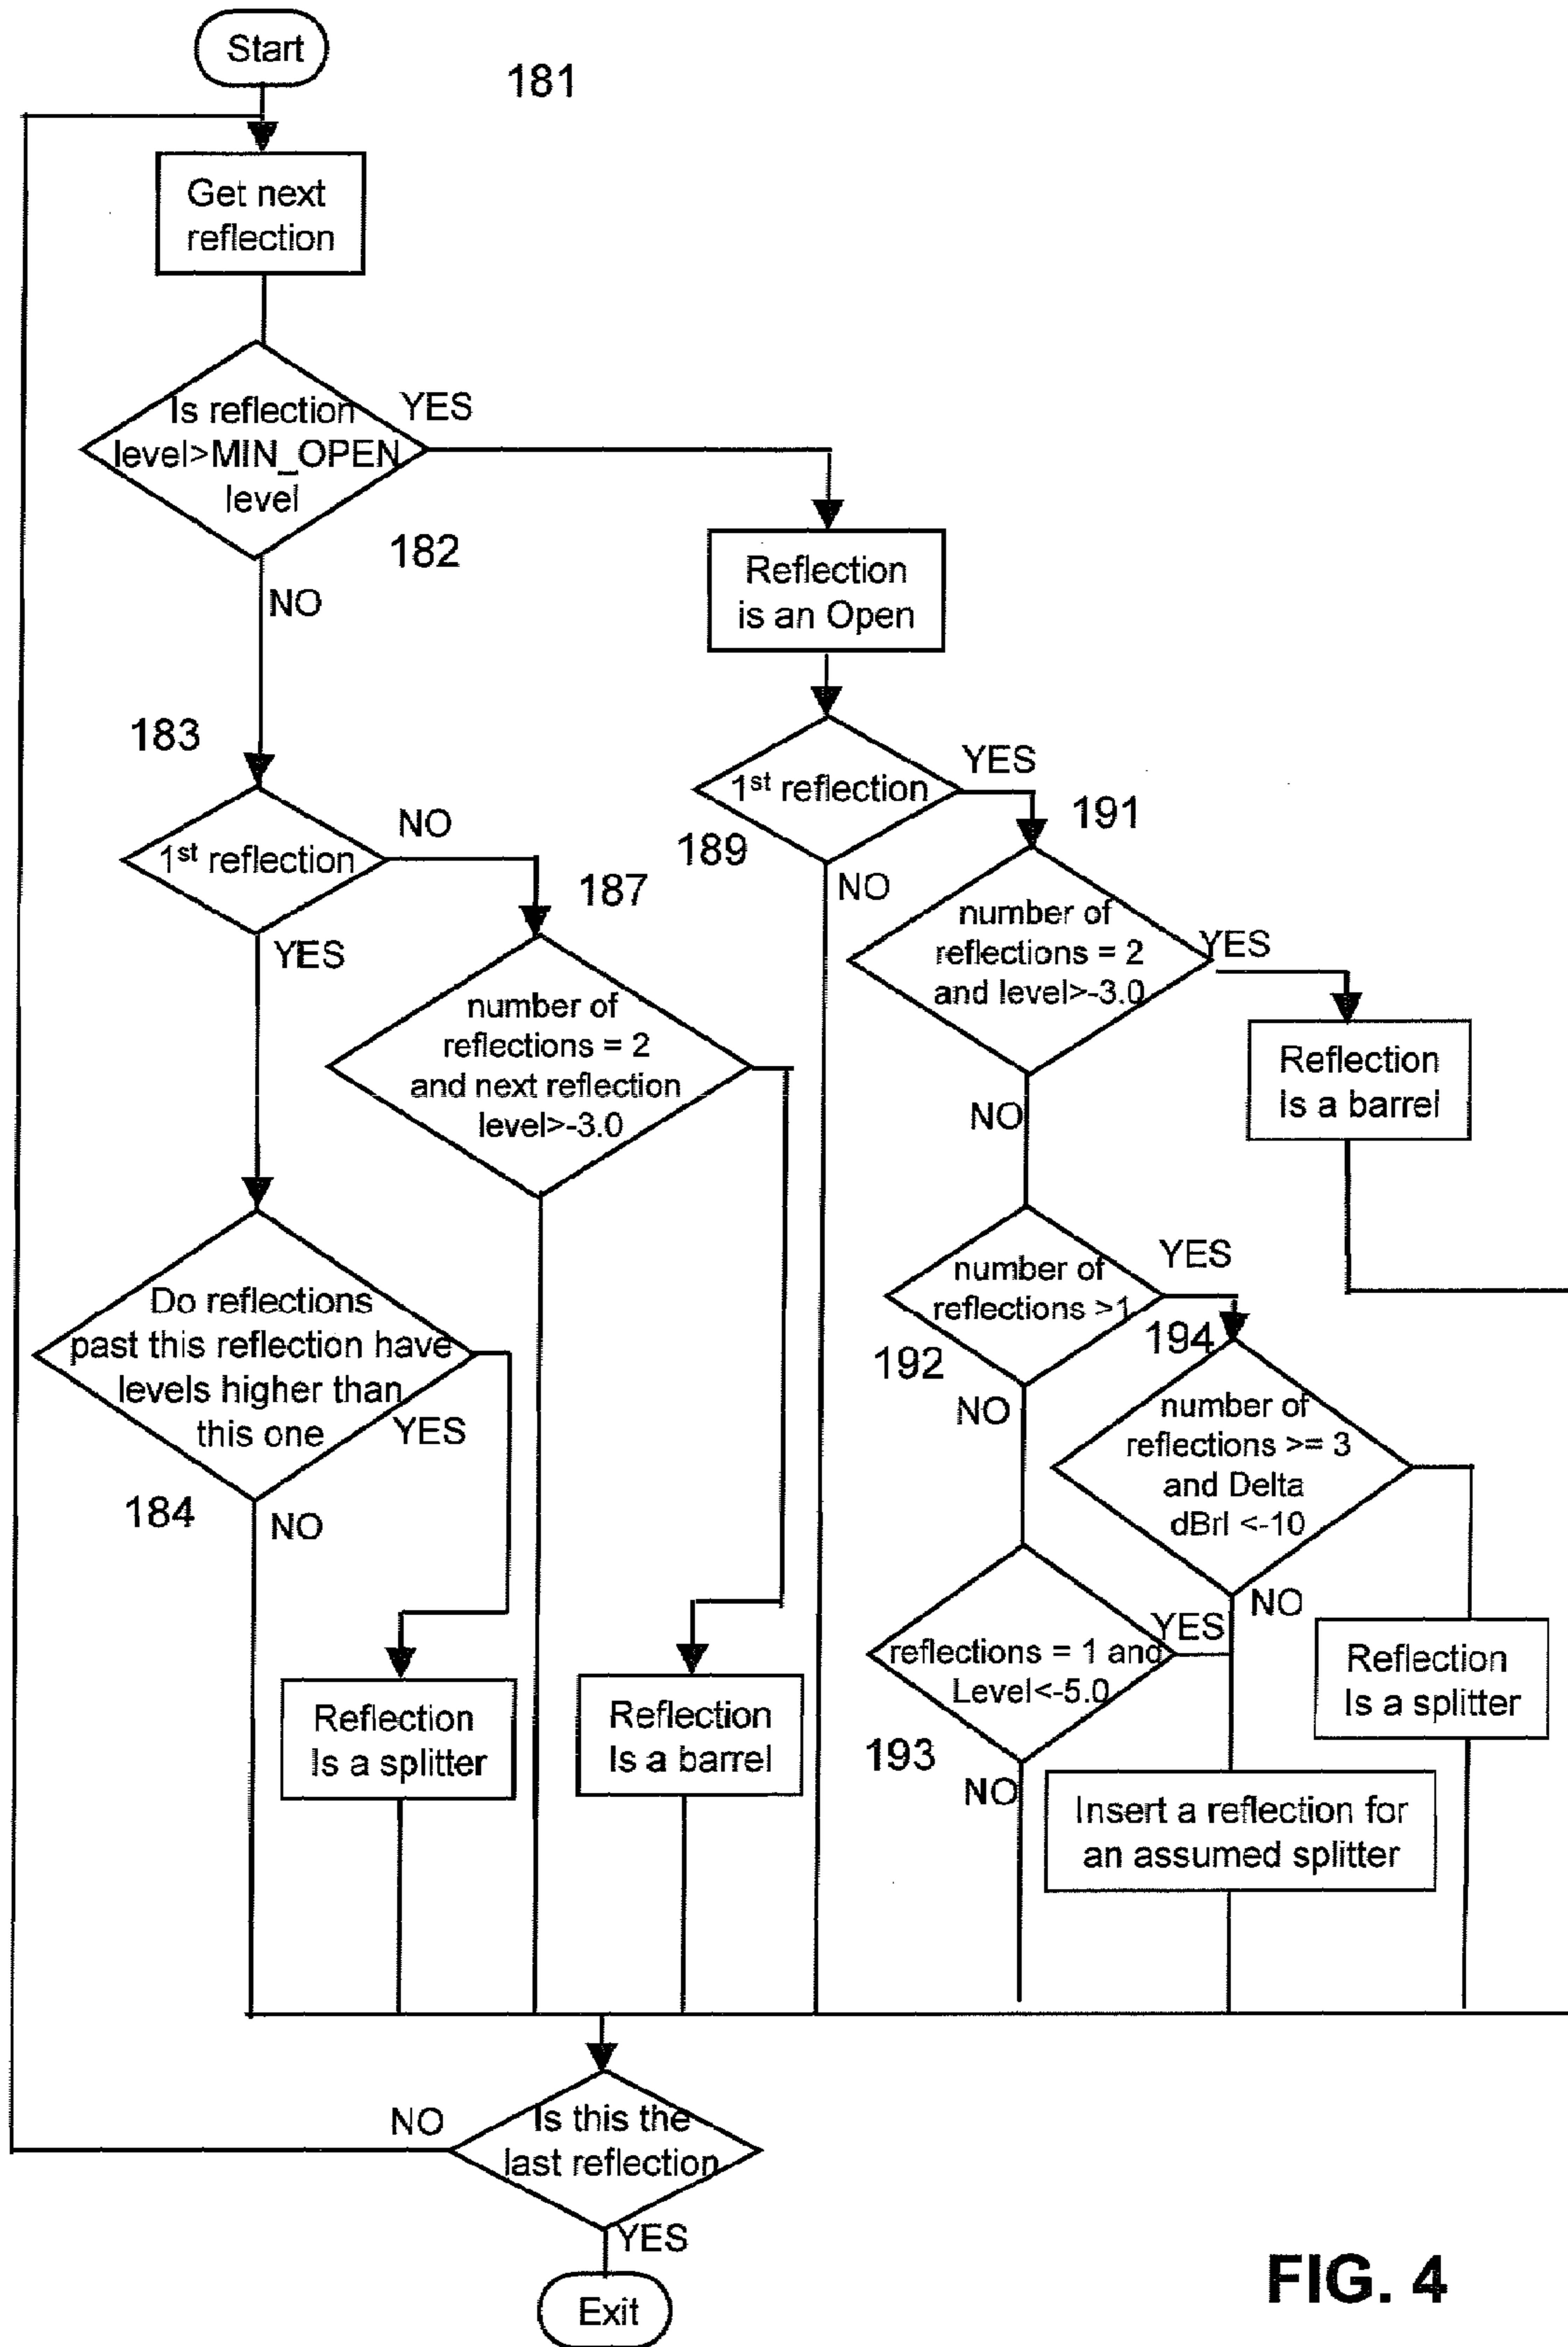 Start
181
Get next
reflection
Is reflection
level>MIN_OPEN
level
YES
182
NO
Reflection
is an Open
183
1st reflection
NO
YES
1st reflection
YES
189
NO
191
187
number of
reflections = 2
and level>-3.0
YES
NO
number of
reflections = 2
and next reflection
level>-3.0
Reflection
Is a barrel
Do reflections
past this reflection have
levels higher than
this one
YES
184
NO
number of
reflections >1
YES
192
NO
194
number of
reflections >= 3
and Delta
dBrl <-10
NO
reflections = 1 and
Level<-5.0
YES
193
NO
Reflection
Is a splitter
Reflection
Is a splitter
Reflection
Is a barrel
Insert a reflection for
an assumed splitter
Is this the
last reflection
NO
YES
Exit
FIG. 4